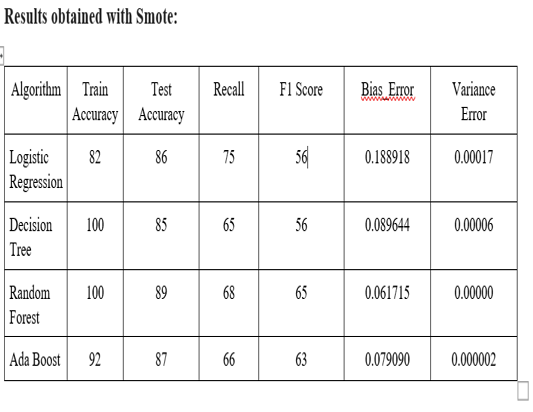 Results obtained with Smote:
Algorithm Train Accuracy Test Accuracy Recall F1 Score Bias_Error Variance Error
Logistic Regression 82 86 75 56 0.188918 0.00017
Decision Tree 100 85 65 56 0.089644 0.00006
Random Forest 100 89 68 65 0.061715 0.00000
Ada Boost 92 87 66 63 0.079090 0.000002